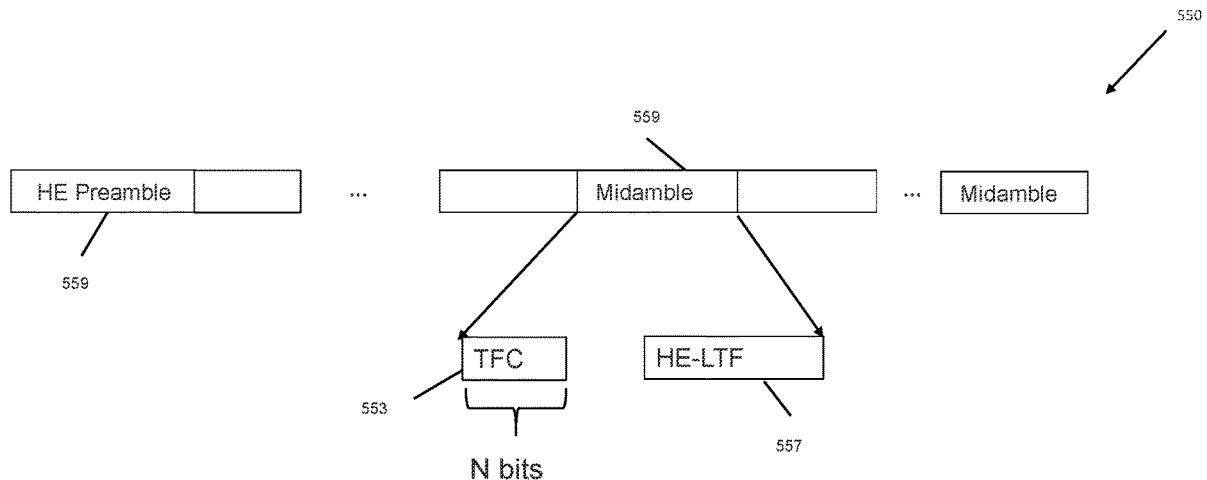 550
559
HE Preamble
...
Midamble
...
Midamble
559
TFC
HE-LTF
553
557
N bits